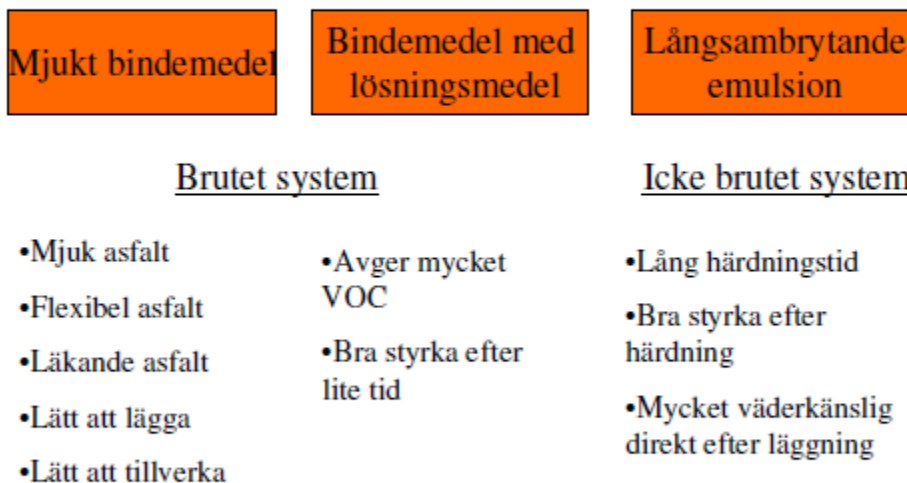 Mjukt bindemedel
Bindemedel med
lösningsmedel
Långsambrytande
emulsion
Brutet system
Icke brutet system
•Mjuk asfalt
•Flexibel asfalt
•Läkande asfalt
•Lätt att lägga
•Lätt att tillverka
•Avger mycket
VOC
•Bra styrka efter
lite tid
•Lång härdningstid
•Bra styrka efter
härdning
•Mycket väderkänslig
direkt efter läggning